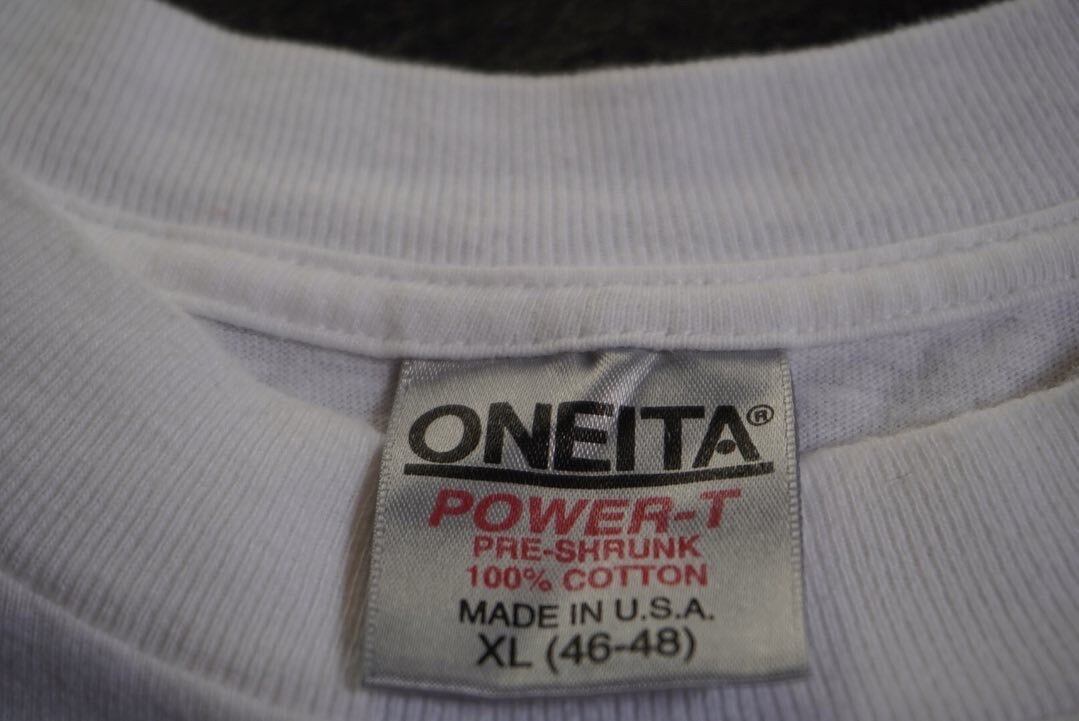 ONEITA®
POWER-T
PRE-SHRUNK
100% COTTON
MADE IN U.S.A.
XL (46-48)